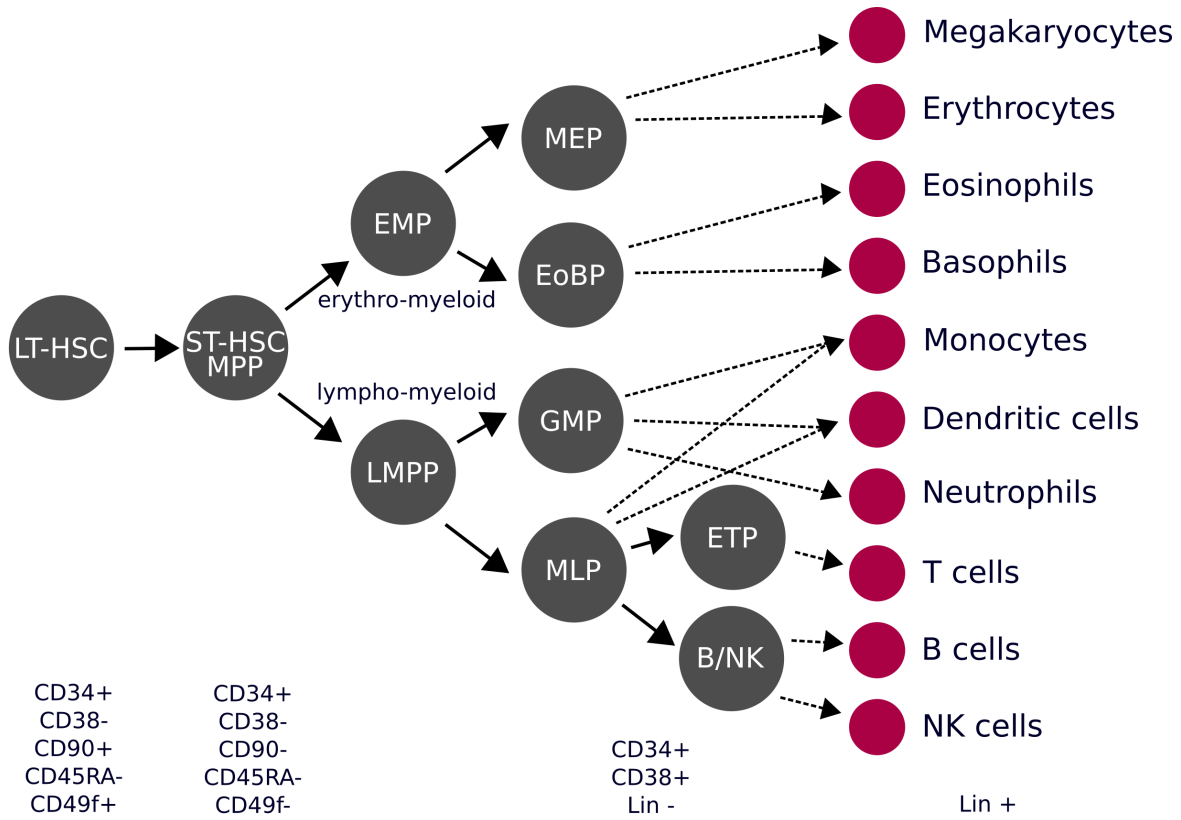 Megakaryocytes
Erythrocytes
MEP
Eosinophils
EMP
Basophils
EoBP
erythro-myeloid
LT-HSC
ST-HSC
MPP
Monocytes
lympho-myeloid
GMP
Dendritic cells
LMPP
Neutrophils
ETP
MLP
T cells
B/NK
B cells
NK cells
CD34+
CD38-
CD90+
CD45RA-
CD49f+
CD34+
CD38-
CD90-
CD45RA-
CD49f-
CD34+
CD38+
Lin -
Lin +